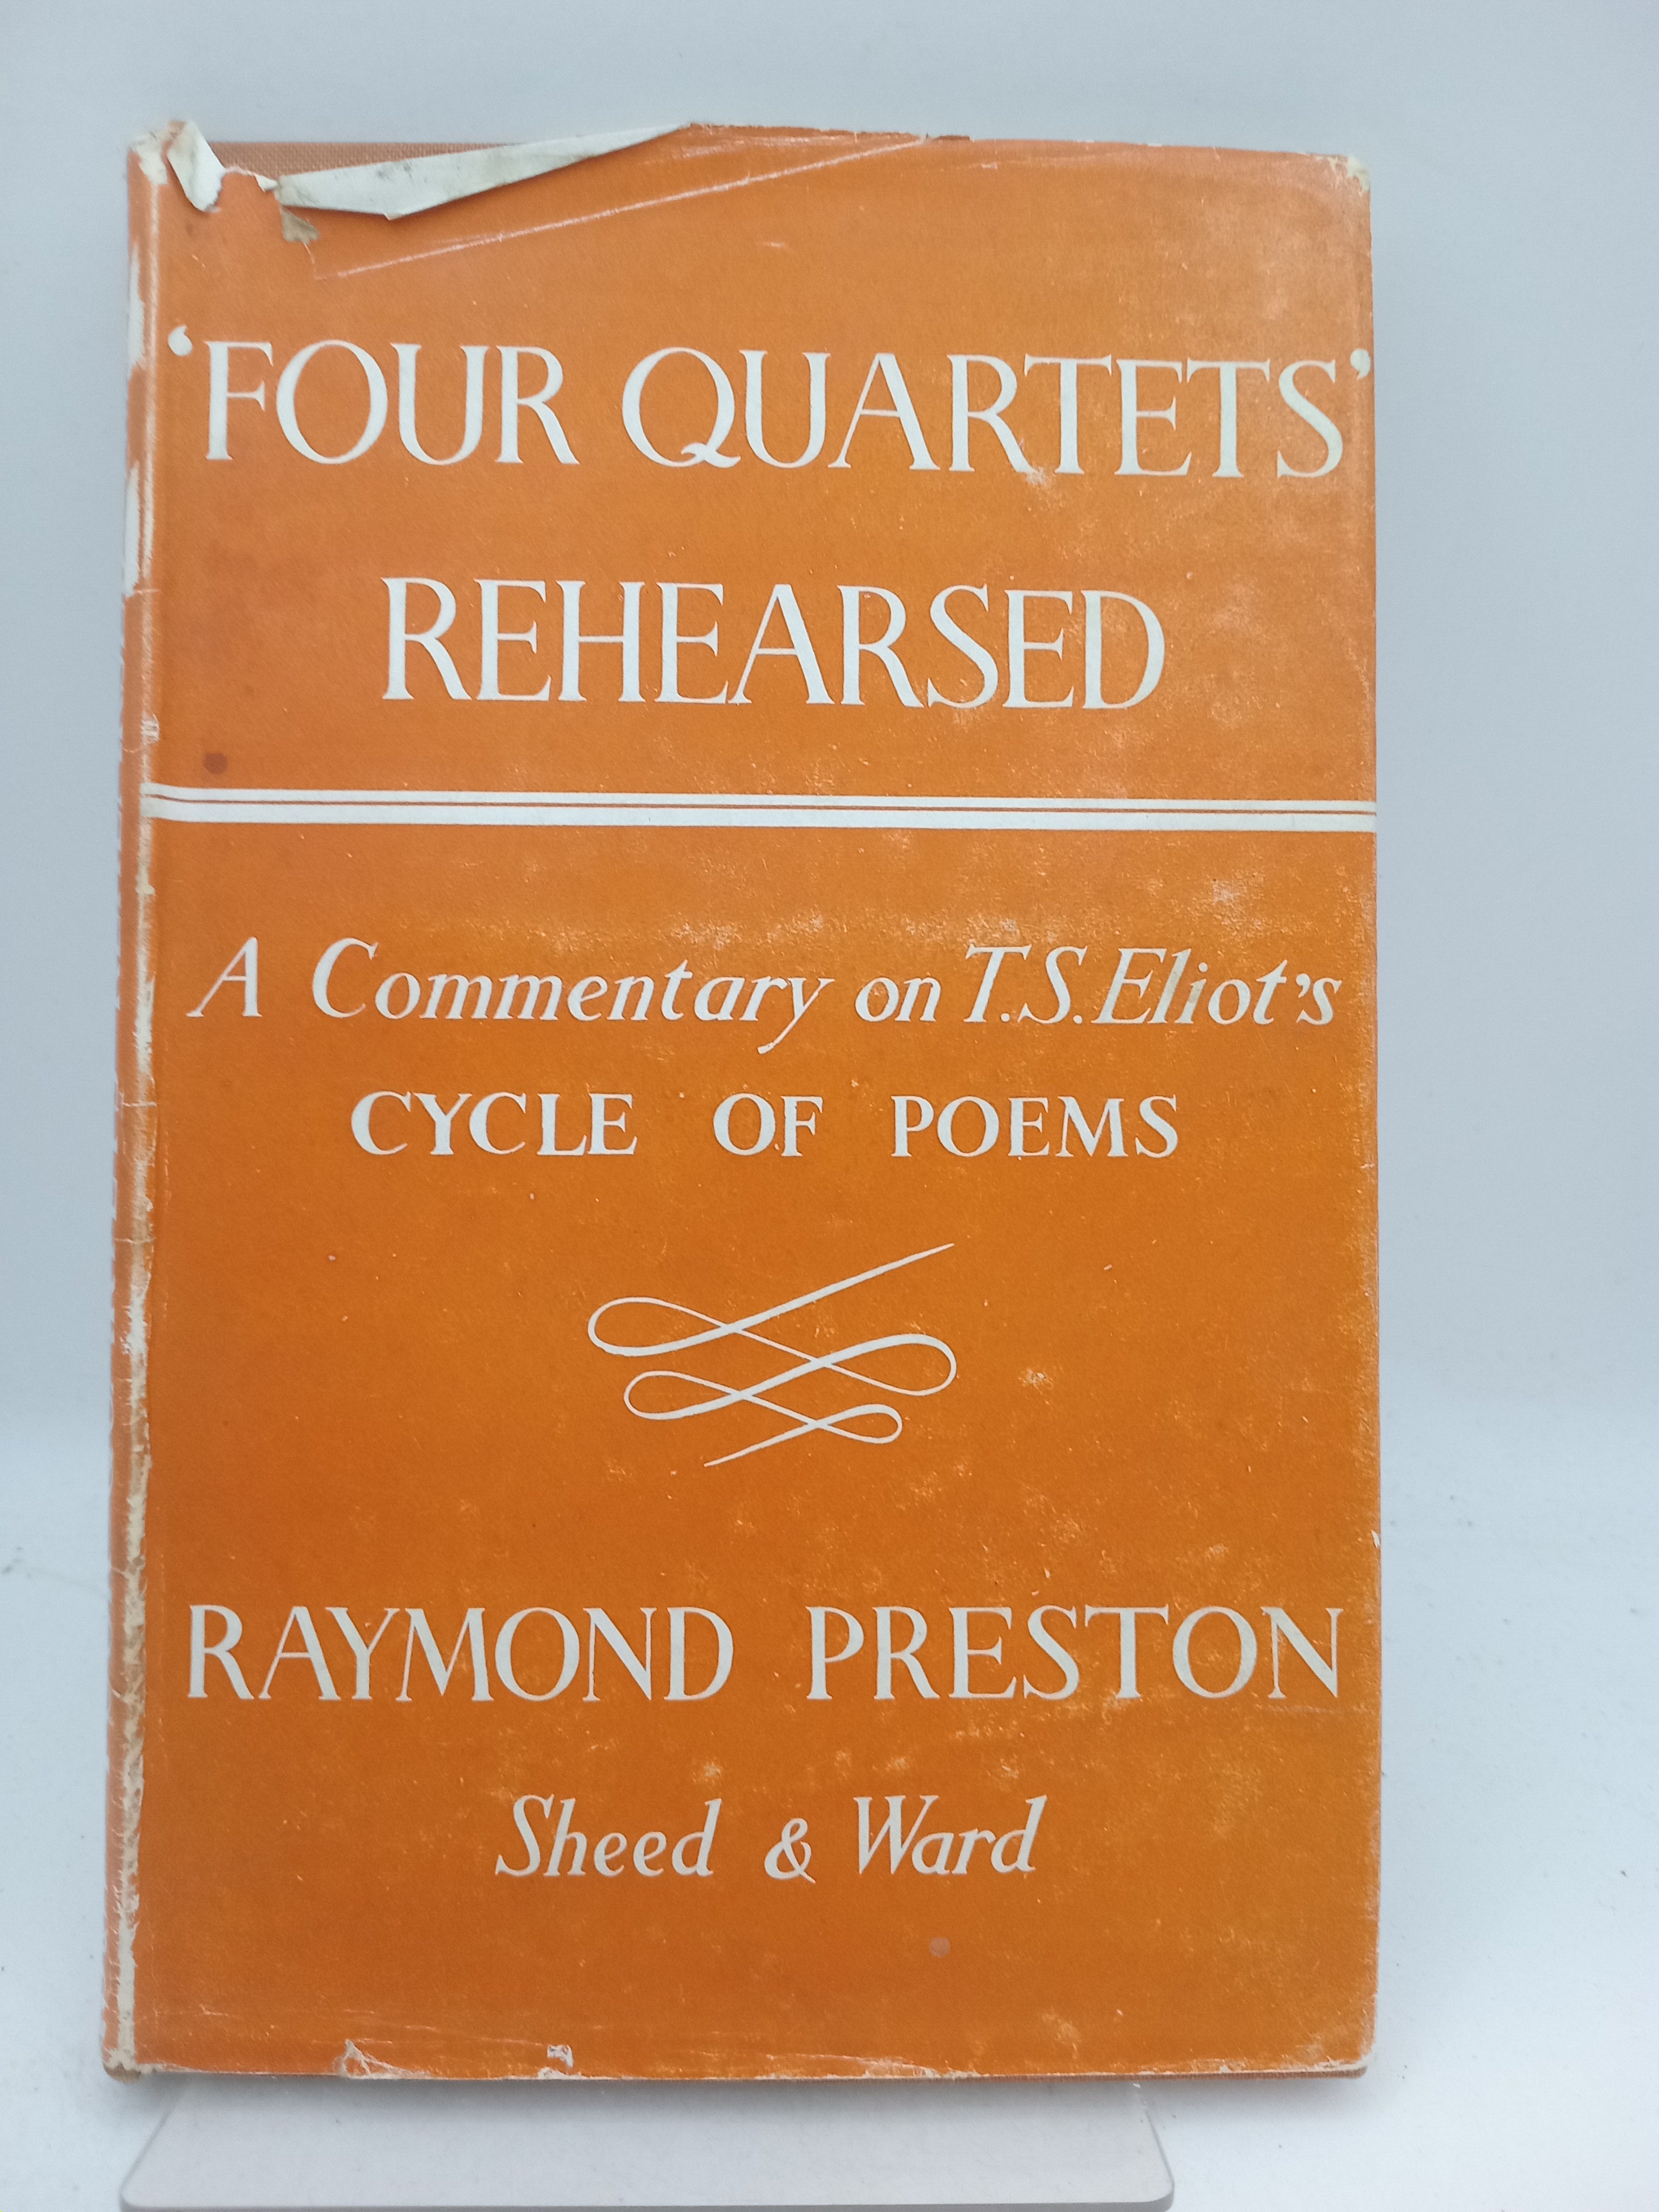 ‘FOUR QUARTETS’
REHEARSED
A Commentary on T.S. Eliot’s
CYCLE OF POEMS
RAYMOND PRESTON
Sheed & Ward